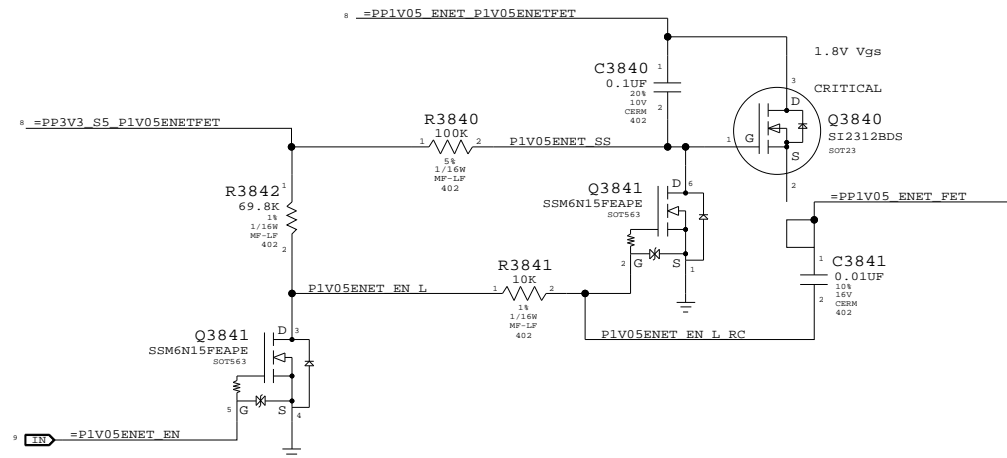 8 =PP1V05_ENET_P1V05ENETFET
1.8V Vgs
C3840
0.1UF
20%
10V
CERM
402
1
2
3
D
CRITICAL
Q3840
SI2312BDS
SOT23
1 G
S
2
8 =PP3V3_S5_P1V05ENETFET
R3840
100K
1 2
5%
1/16W
MF-LF
402
P1V05ENET_SS
R3842
69.8K
1%
1/16W
MF-LF
402
1
2
Q3841
SSM6N15FEAPE
SOT563
D 6
2 G S 1
=PP1V05_ENET_FET
C3841
0.01UF
10%
16V
CERM
402
1
2
P1V05ENET_EN_L
R3841
10K
1 2
1%
1/16W
MF-LF
402
P1V05ENET_EN_L_RC
Q3841
SSM6N15FEAPE
SOT563
D 3
5 G S 4
9 IN =P1V05ENET_EN